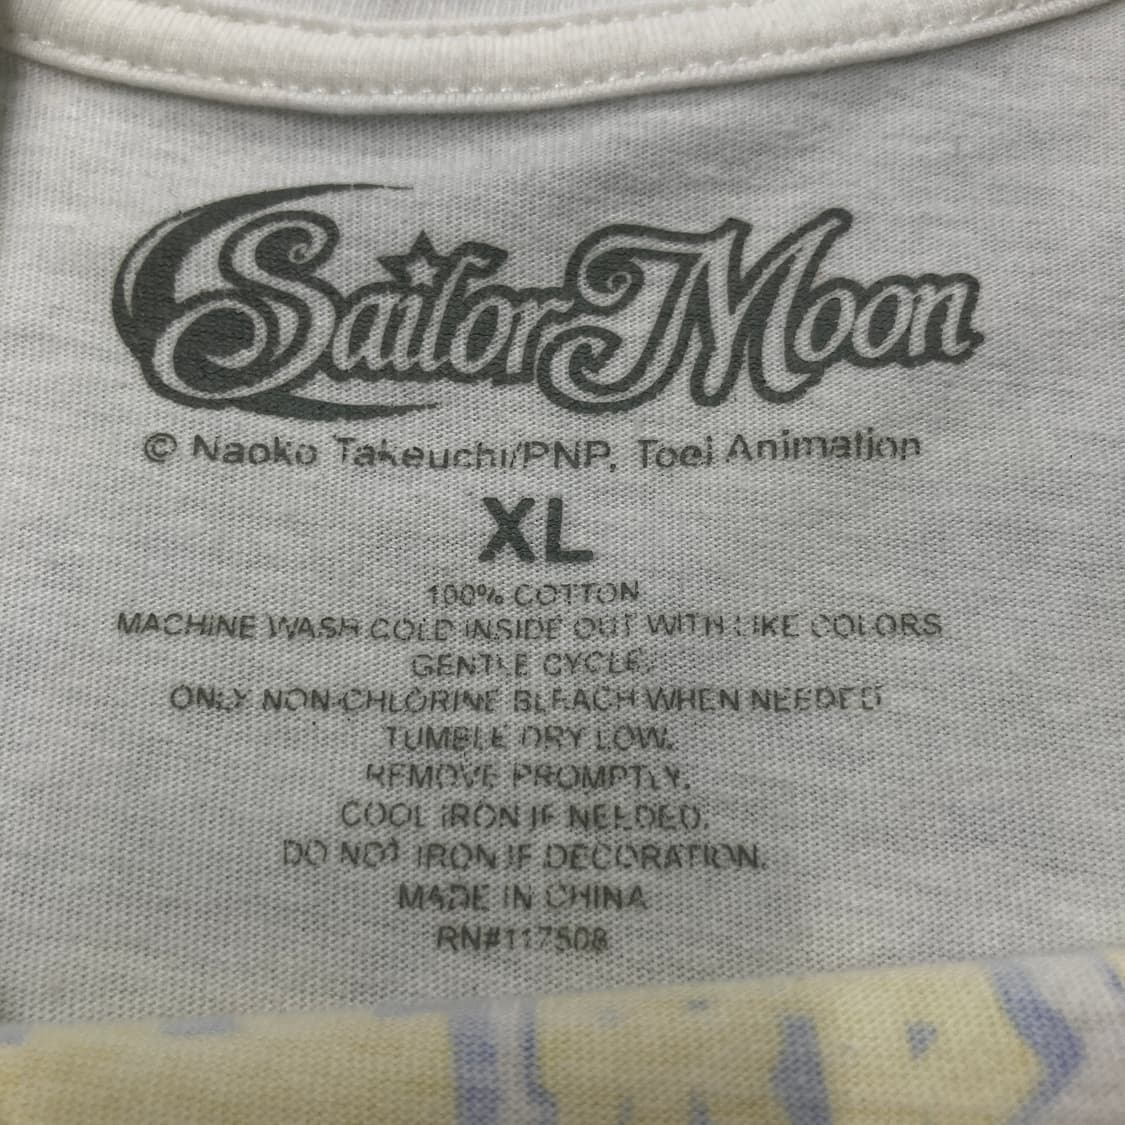 Sailor Moon
© Naoko Takeuchi/PNP, Toei Animation
XL
100% COTTON
MACHINE WASH COLD INSIDE OUT WITH LIKE COLORS
GENTLE CYCLE.
ONLY NON-CHLORINE BLEACH WHEN NEEDED
TUMBLE DRY LOW.
REMOVE PROMPTLY.
COOL IRON IF NEEDED.
DO NOT IRON IF DECORATION.
MADE IN CHINA
RN#117508